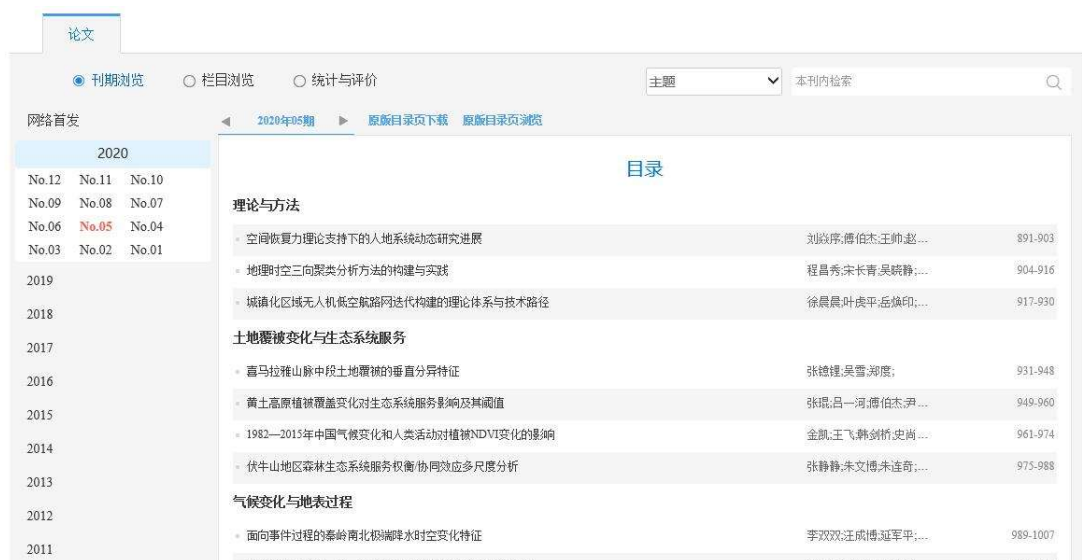 论文
刊期浏览 栏目浏览 统计与评价 主题 本刊内检索
网络首发 2020年05期 原版目录页下载 原版目录页浏览
2020
No.12 No.11 No.10
No.09 No.08 No.07
No.06 No.05 No.04
No.03 No.02 No.01
2019
2018
2017
2016
2015
2014
2013
2012
2011
目录
理论与方法
空间恢复力理论支持下的人地系统动态研究进展 刘焱序;傅伯杰;王帅;赵... 891-903
地理时空三向聚类分析方法的构建与实践 程昌秀;宋长青;吴晓静;... 904-916
城镇化区域无人机低空航路网迭代构建的理论体系与技术路径 徐晨晨;叶虎平;岳焕印;... 917-930
土地覆被变化与生态系统服务
喜马拉雅山脉中段土地覆被的垂直分异特征 张镱锂;吴雪;郑度; 931-948
黄土高原植被覆盖变化对生态系统服务影响及其阈值 张琨;吕一河;傅伯杰;尹... 949-960
1982—2015年中国气候变化和人类活动对植被NDVI变化的影响 金凯;王飞;韩剑桥;史尚... 961-974
伏牛山地区森林生态系统服务权衡/协同效应多尺度分析 张静静;朱文博;朱连奇;... 975-988
气候变化与地表过程
面向事件过程的秦岭南北极端降水时空变化特征 李双双;汪成博;延军平;... 989-1007